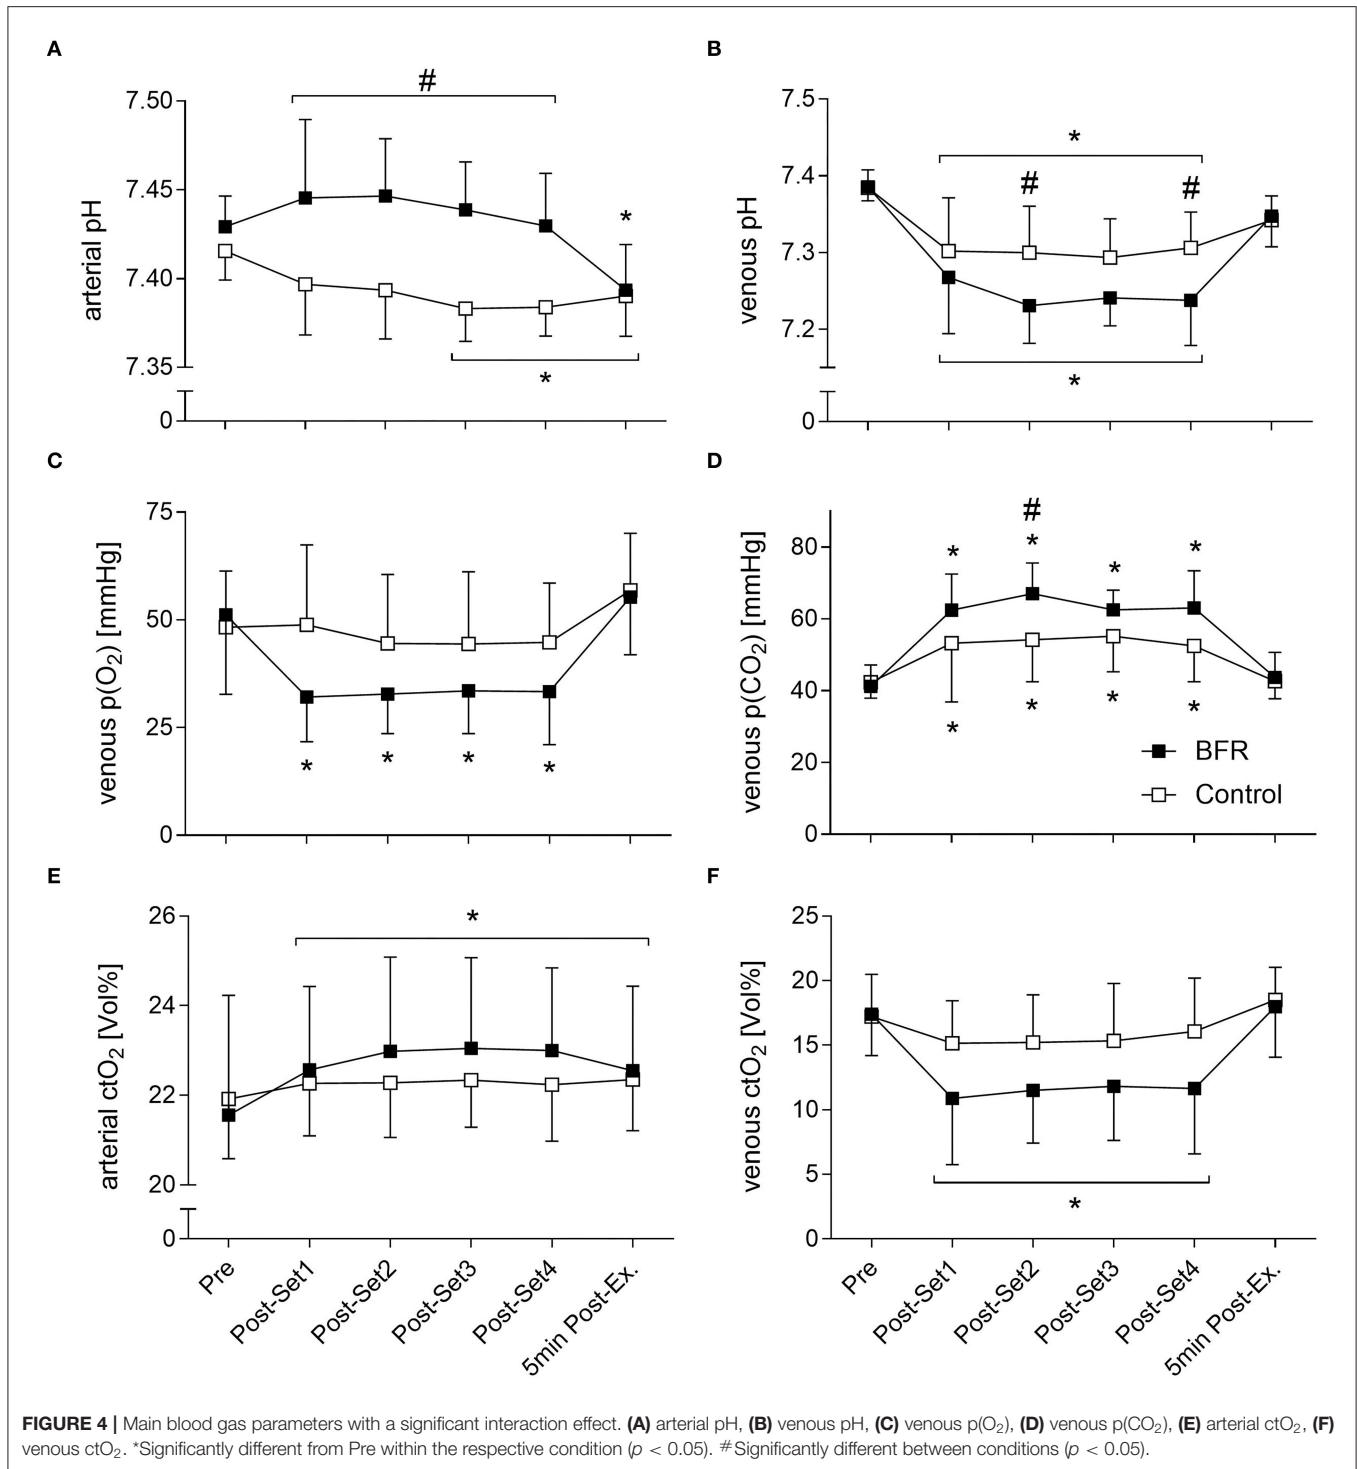 A
#
7.50
7.45
7.40
7.35
0
arterial pH
*
*
B
7.5
7.4
7.3
7.2
0
venous pH
*
# #
*
C
75
50
25
0
venous p(O₂) [mmHg]
* * * *
D
80
60
40
20
0
venous p(CO₂) [mmHg]
#
* * * *
* * * *
BFR
Control
E
26
24
22
20
0
arterial ctO₂ [Vol%]
*
Pre
Post-Set1
Post-Set2
Post-Set3
Post-Set4
5min Post-Ex.
F
25
20
15
10
5
0
venous ctO₂ [Vol%]
*
Pre
Post-Set1
Post-Set2
Post-Set3
Post-Set4
5min Post-Ex.
FIGURE 4 | Main blood gas parameters with a significant interaction effect. (A) arterial pH, (B) venous pH, (C) venous p(O₂), (D) venous p(CO₂), (E) arterial ctO₂, (F)
venous ctO₂. *Significantly different from Pre within the respective condition (p < 0.05). #Significantly different between conditions (p < 0.05).